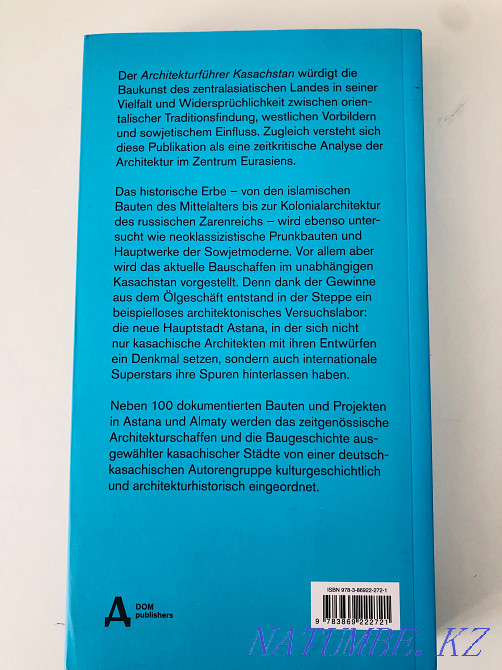 Der Architekturführer Kasachstan würdigt die
Baukunst des zentralasiatischen Landes in seiner
Vielfalt und Widersprüchlichkeit zwischen orien-
talischer Traditionsfindung, westlichen Vorbildern
und sowjetischem Einfluss. Zugleich versteht sich
diese Publikation als eine zeitkritische Analyse der
Architektur im Zentrum Eurasiens.
Das historische Erbe – von den islamischen
Bauten des Mittelalters bis zur Kolonialarchitektur
des russischen Zarenreichs – wird ebenso unter-
sucht wie neoklassizistische Prunkbauten und
Hauptwerke der Sowjetmoderne. Vor allem aber
wird das aktuelle Bauschaffen im unabhängigen
Kasachstan vorgestellt. Denn dank der Gewinne
aus dem Ölgeschäft entstand in der Steppe ein
beispielloses architektonisches Versuchslabor:
die neue Hauptstadt Astana, in der sich nicht
nur kasachische Architekten mit ihren Entwürfen
ein Denkmal setzen, sondern auch internationale
Superstars ihre Spuren hinterlassen haben.
Neben 100 dokumentierten Bauten und Projekten
in Astana und Almaty werden das zeitgenössische
Architekturschaffen und die Baugeschichte aus-
gewählter kasachischer Städte von einer deutsch-
kasachischen Autorengruppe kulturgeschichtlich
und architekturhistorisch eingeordnet.
ISBN 978-3-86922-272-1
9 783869 222721
Д DOM
publishers
NATUMBE.KZ